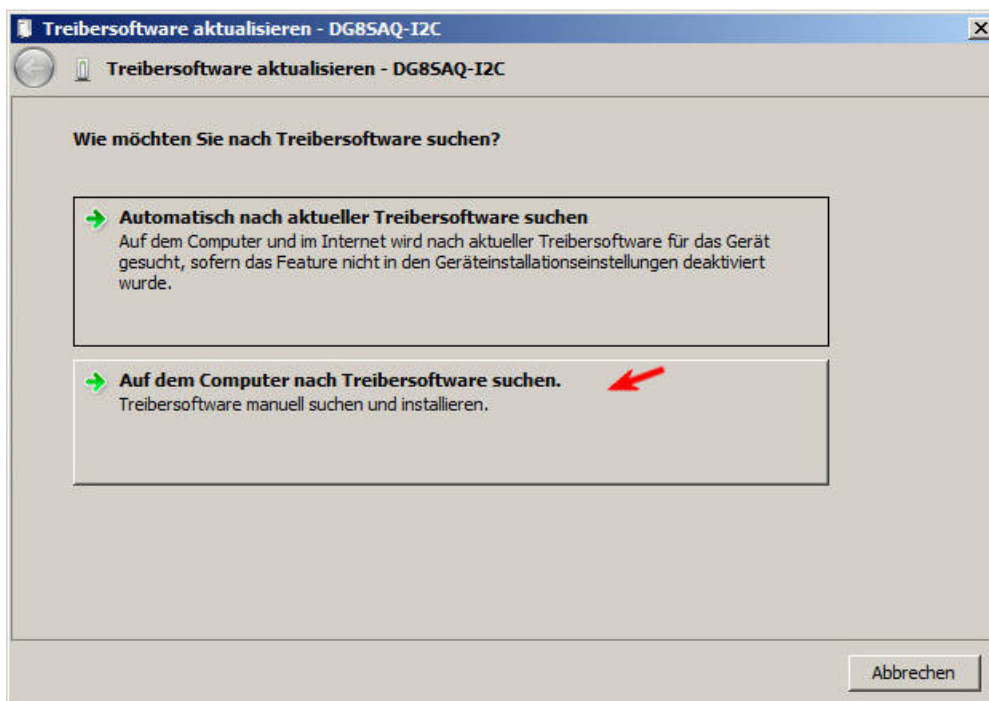 Treibersoftware aktualisieren - DG8SAQ-I2C
Treibersoftware aktualisieren - DG8SAQ-I2C
Wie möchten Sie nach Treibersoftware suchen?
Automatisch nach aktueller Treibersoftware suchen
Auf dem Computer und im Internet wird nach aktueller Treibersoftware für das Gerät
gesucht, sofern das Feature nicht in den Geräteinstallationseinstellungen deaktiviert
wurde.
Auf dem Computer nach Treibersoftware suchen.
Treibersoftware manuell suchen und installieren.
Abbrechen